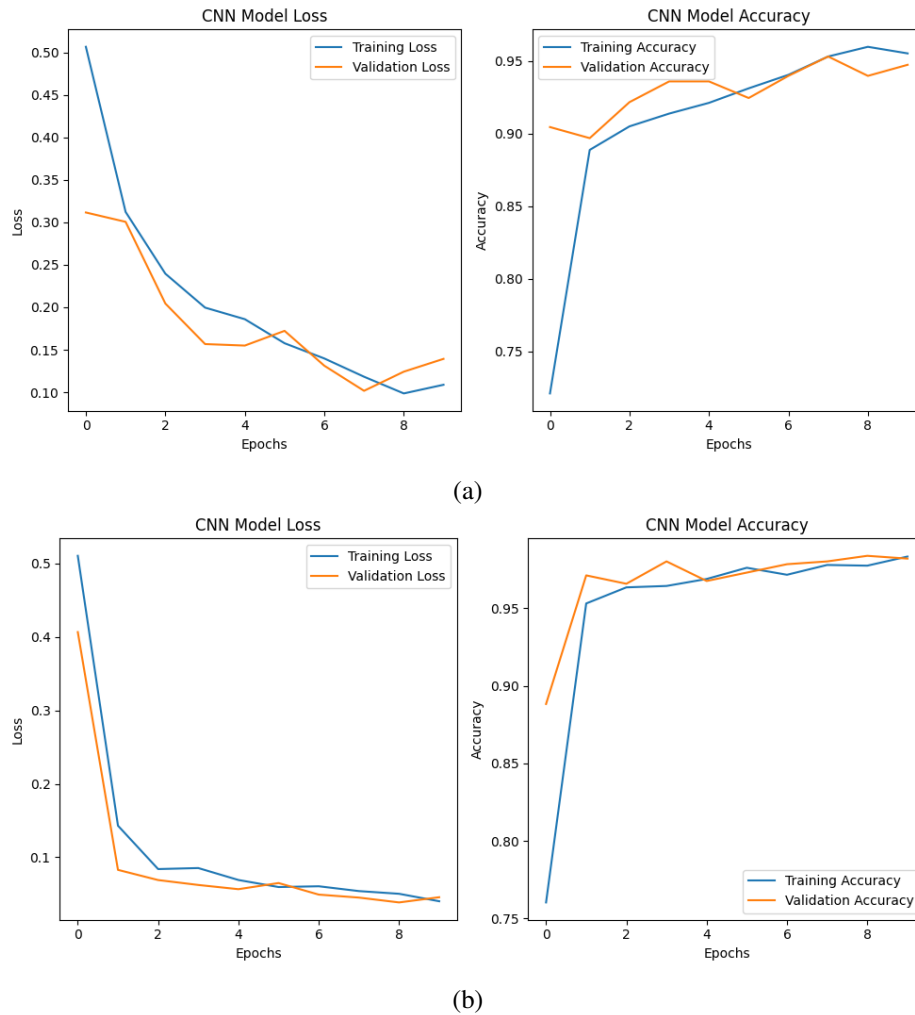 CNN Model Loss
Training Loss
Validation Loss
0.50
0.45
0.40
0.35
0.30
0.25
0.20
0.15
0.10
Loss
0 2 4 6 8
Epochs
CNN Model Accuracy
Training Accuracy
Validation Accuracy
0.95
0.90
0.85
0.80
0.75
Accuracy
0 2 4 6 8
Epochs
(a)
CNN Model Loss
Training Loss
Validation Loss
0.5
0.4
0.3
0.2
0.1
Loss
0 2 4 6 8
Epochs
CNN Model Accuracy
0.95
0.90
0.85
0.80
0.75
Accuracy
Training Accuracy
Validation Accuracy
0 2 4 6 8
Epochs
(b)